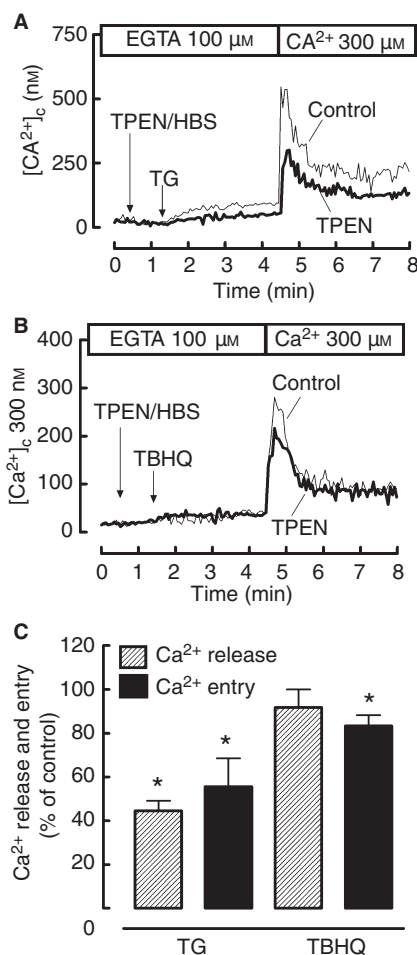 A
EGTA 100 µM
CA²⁺ 300 µM
[CA²⁺]c (nM)
750
500
250
0
TPEN/HBS
TG
Control
TPEN
0 1 2 3 4 5 6 7 8
Time (min)
B
EGTA 100 µM
Ca²⁺ 300 µM
[Ca²⁺]c 300 nM
400
300
200
100
0
TPEN/HBS
TBHQ
Control
TPEN
0 1 2 3 4 5 6 7 8
Time (min)
C
Ca²⁺ release and entry
(% of control)
120
100
80
60
40
20
0
Ca²⁺ release
Ca²⁺ entry
* * *
TG
TBHQ